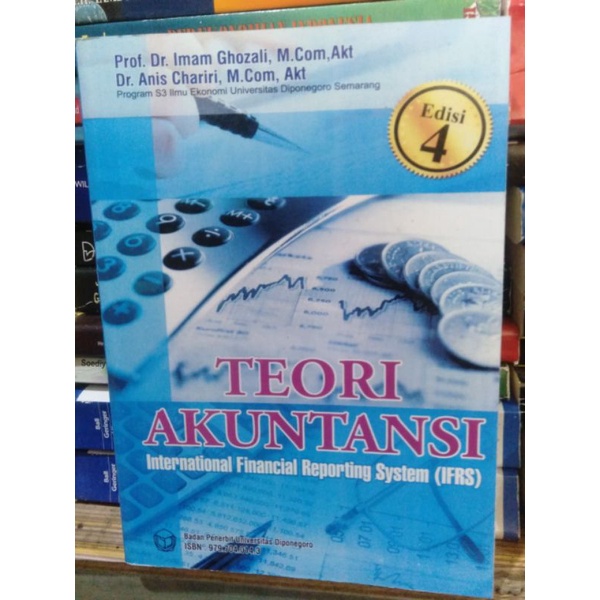 Prof. Dr. Imam Ghozali, M.Com,Akt
Dr. Anis Chariri, M.Com, Akt
Program S3 Ilmu Ekonomi Universitas Diponegoro Semarang
Edisi
4
TEORI
AKUNTANSI
International Financial Reporting System (IFRS)
Badan Penerbit Universitas Diponegoro